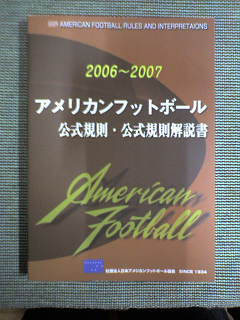 AMERICAN FOOTBALL RULES AND INTERPRETAIONS
2006～2007
アメリカンフットボール
公式規則・公式規則解説書
American
Football
社団法人日本アメリカンフットボール協会 SINCE 1934